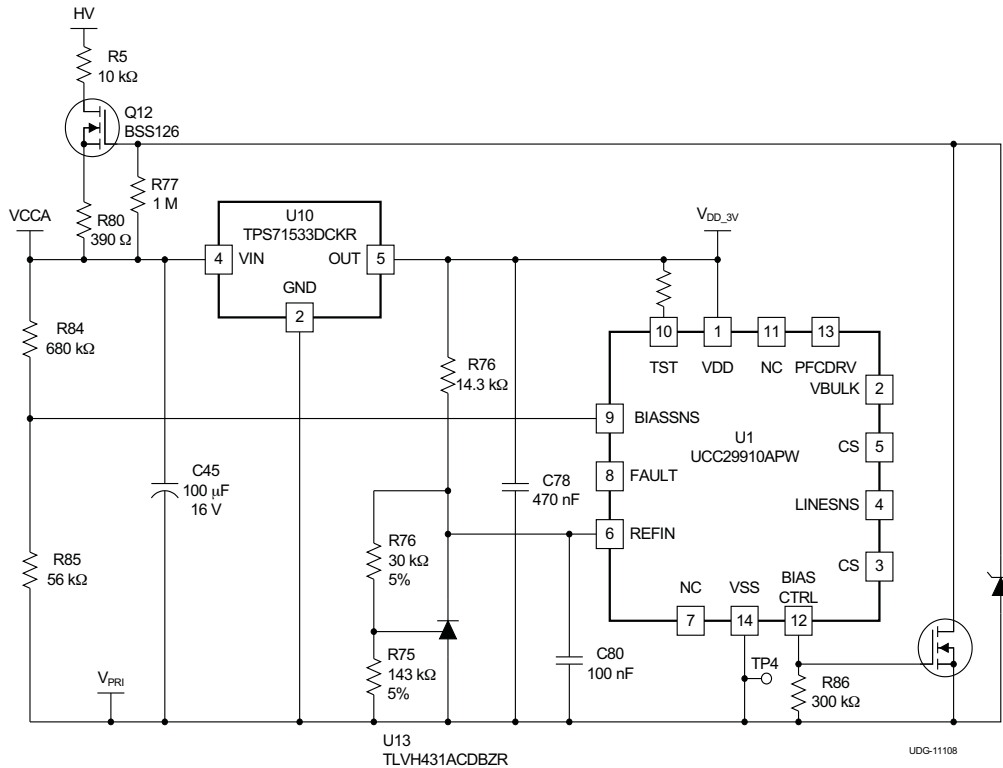 HV
R5
10 kΩ
Q12
BSS126
R77
1 M
VCCA
R80
390 Ω
U10
TPS71533DCKR
4
VIN
OUT
5
GND
2
VDD_3V
R84
680 kΩ
R76
14.3 kΩ
10
1
11
13
TST
VDD
NC
PFCDRV
VBULK
2
9
BIASSNS
U1
UCC29910APW
CS
5
8
FAULT
LINESNS
4
6
REFIN
CS
3
C45
100 µF
16 V
C78
470 nF
R85
56 kΩ
R76
30 kΩ
5%
NC
VSS
BIAS
CTRL
7
14
12
R75
143 kΩ
5%
C80
100 nF
TP4
R86
300 kΩ
VPRI
U13
TLVH431ACDBZR
UDG-11108